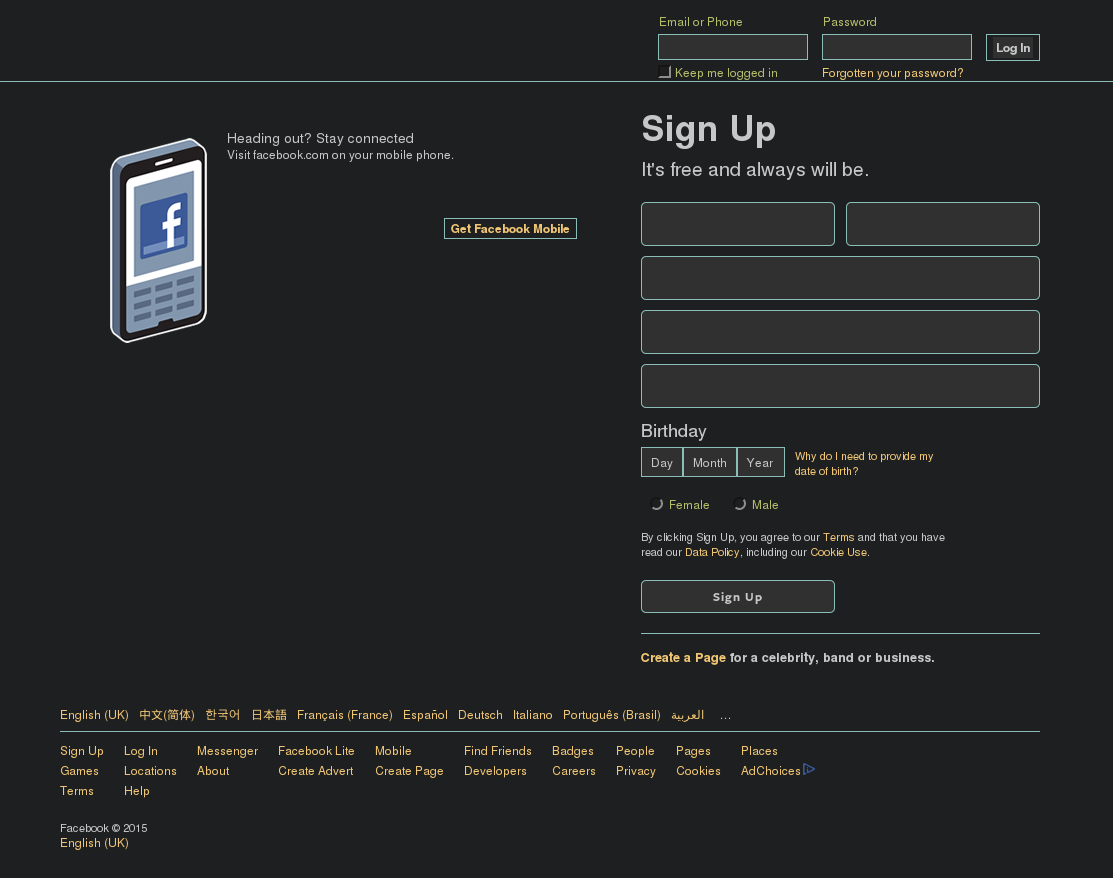 Email or Phone Password
Log In
Keep me logged in Forgotten your password?
Heading out? Stay connected
Visit facebook.com on your mobile phone.
Get Facebook Mobile
f
Sign Up
It's free and always will be.
Birthday
Day Month Year
Why do I need to provide my
date of birth?
Female Male
By clicking Sign Up, you agree to our Terms and that you have
read our Data Policy, including our Cookie Use.
Sign Up
Create a Page for a celebrity, band or business.
English (UK) 中文(简体) 한국어 日本語 Français (France) Español Deutsch Italiano Português (Brasil) العربية ...
Sign Up Log In Messenger Facebook Lite Mobile Find Friends Badges People Pages Places
Games Locations About Create Advert Create Page Developers Careers Privacy Cookies AdChoices
Terms Help
Facebook © 2015
English (UK)